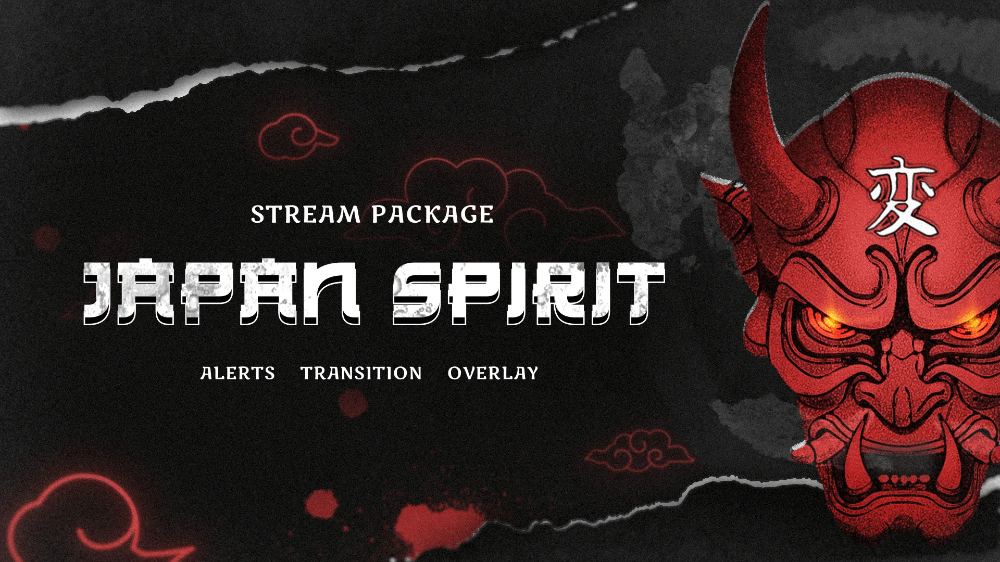 STREAM PACKAGE
JAPAN SPIRIT
ALERTS TRANSITION OVERLAY
変